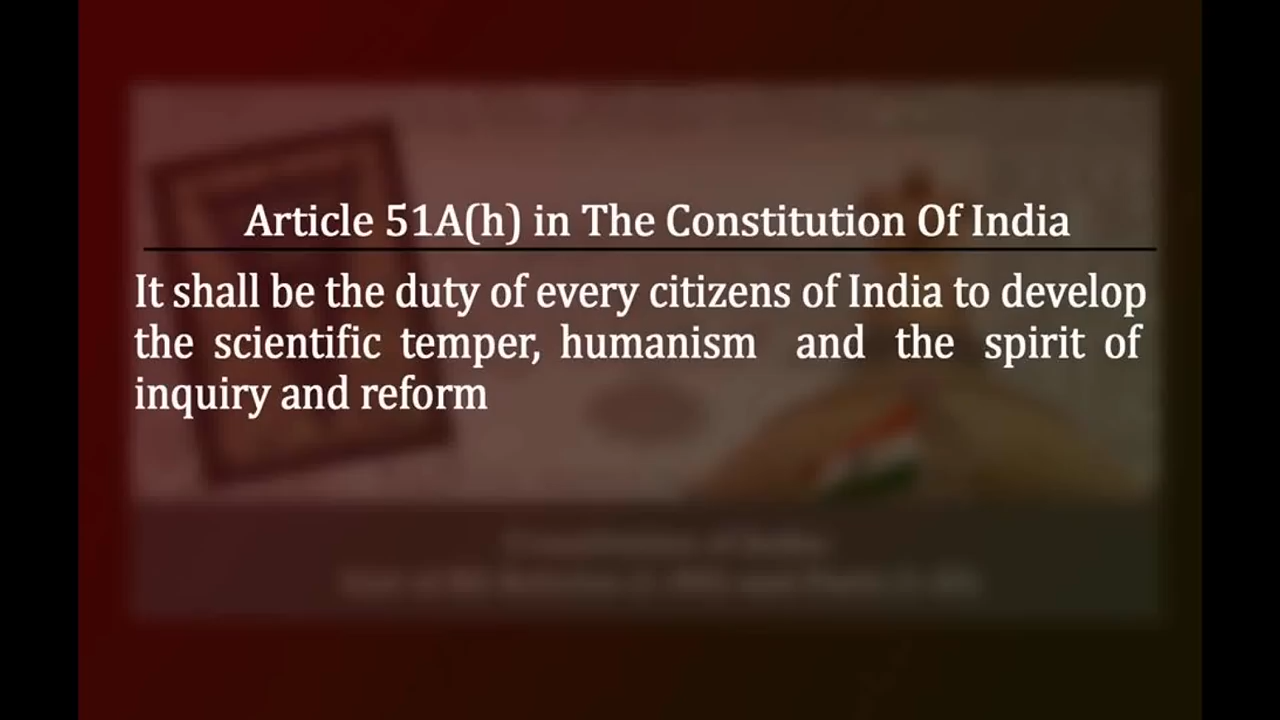 Article 51A(h) in The Constitution Of India
It shall be the duty of every citizens of India to develop
the scientific temper, humanism and the spirit of
inquiry and reform